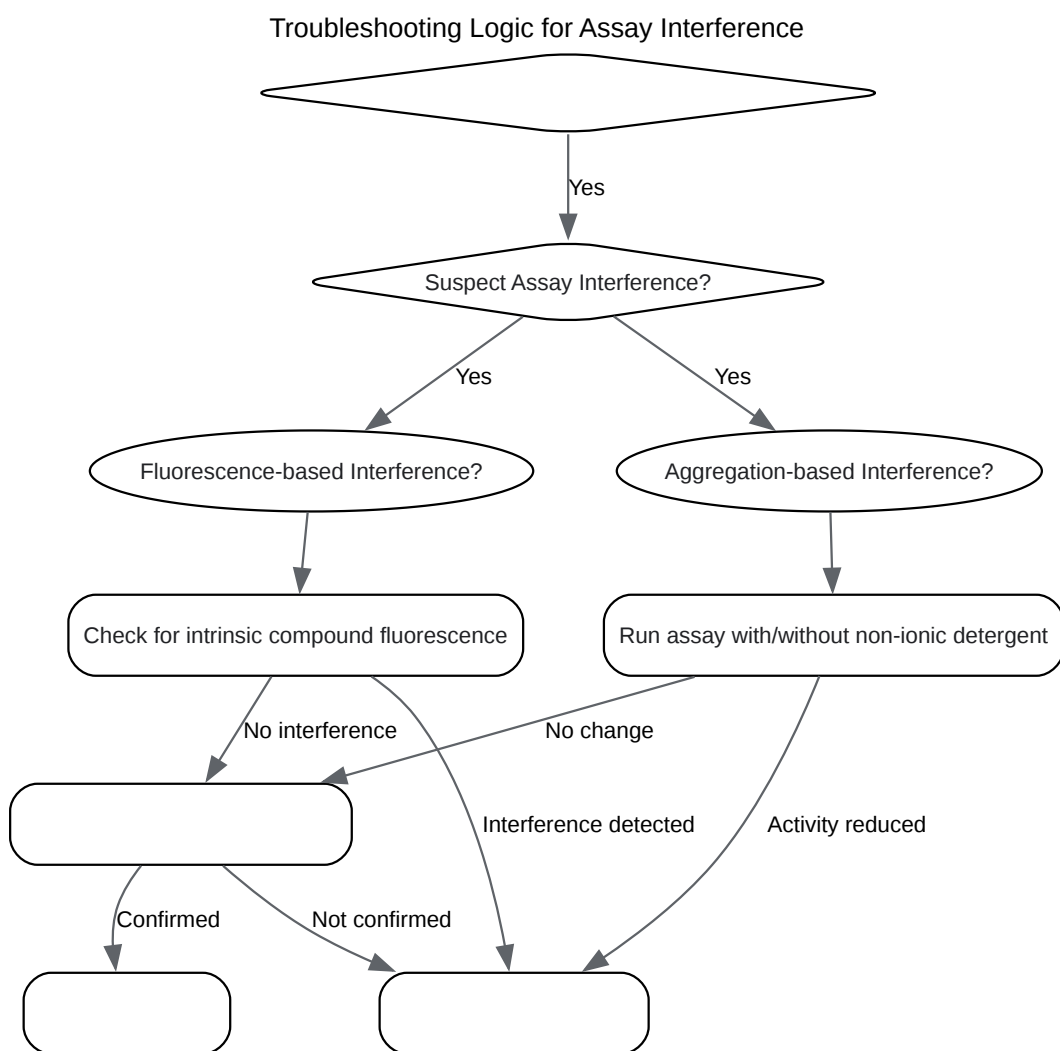 Troubleshooting Logic for Assay Interference
Yes
Suspect Assay Interference?
Yes
Yes
Fluorescence-based Interference?
Aggregation-based Interference?
Check for intrinsic compound fluorescence
Run assay with/without non-ionic detergent
No interference
No change
Interference detected
Activity reduced
Confirmed
Not confirmed